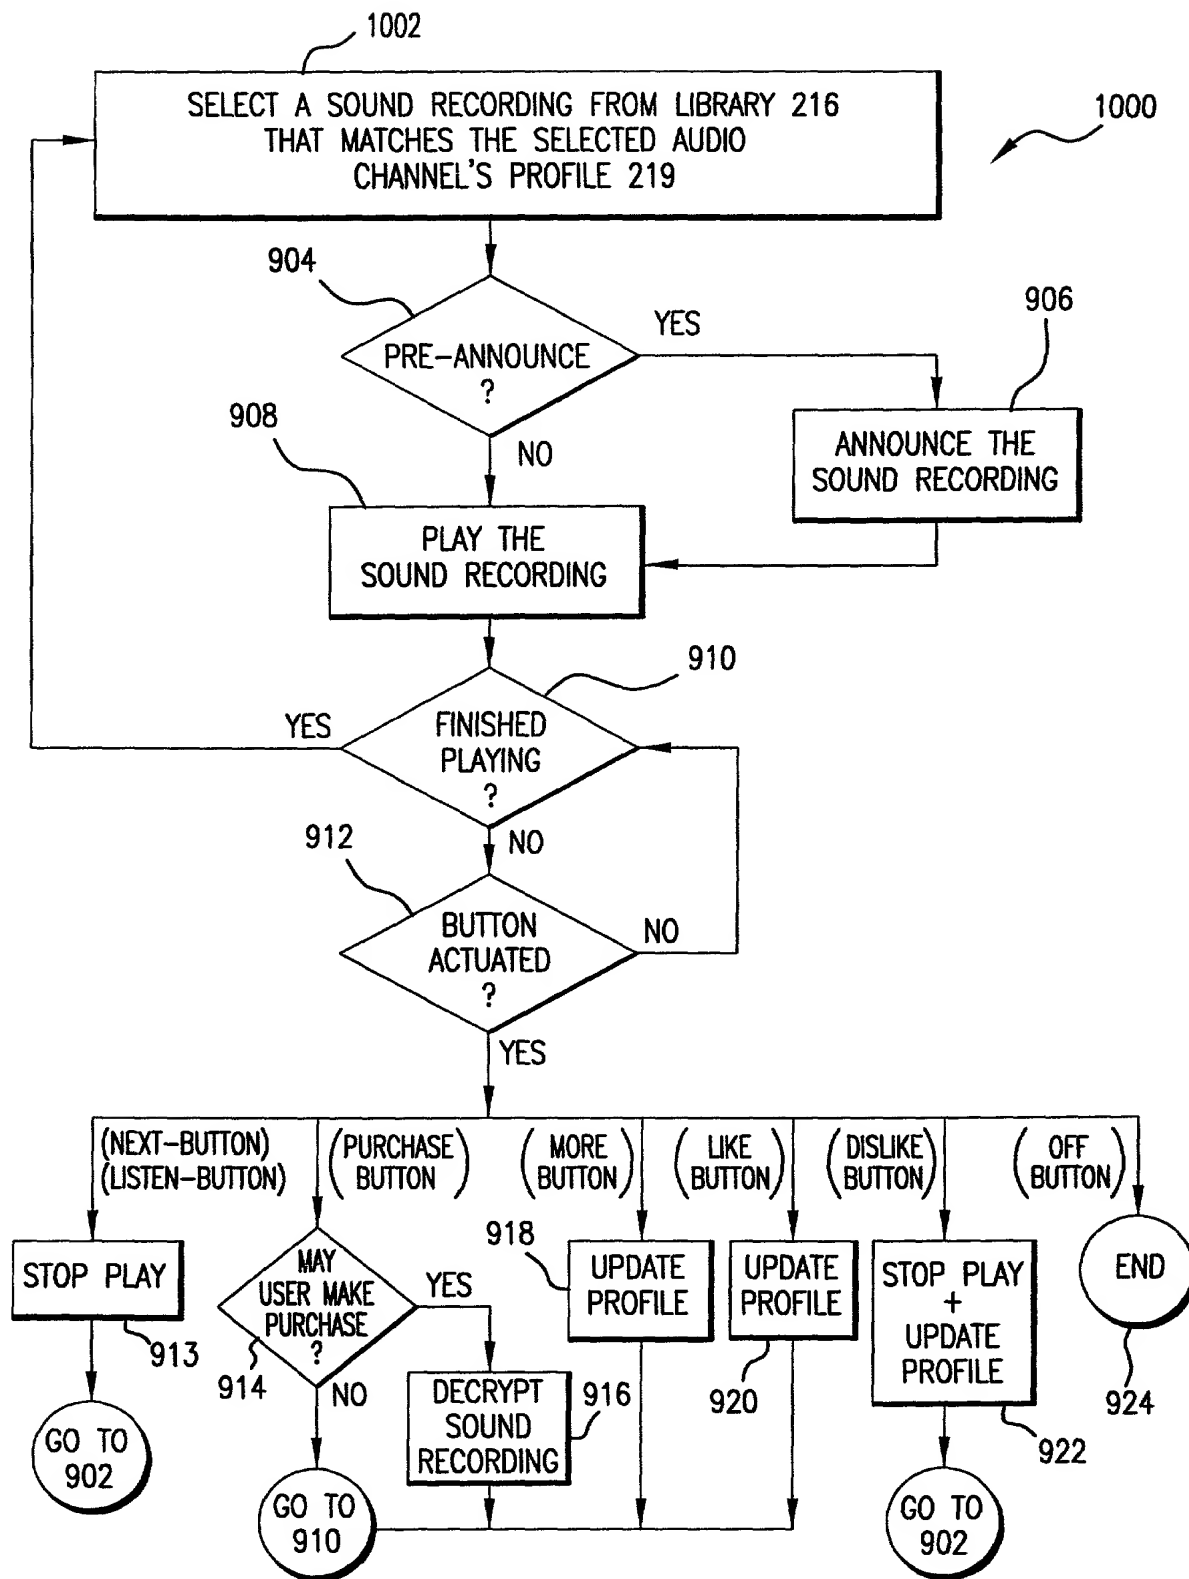 1002
SELECT A SOUND RECORDING FROM LIBRARY 216
THAT MATCHES THE SELECTED AUDIO
CHANNEL'S PROFILE 219
1000
904
PRE-ANNOUNCE
?
YES
NO
906
ANNOUNCE THE
SOUND RECORDING
908
PLAY THE
SOUND RECORDING
910
FINISHED
PLAYING
?
YES
NO
912
BUTTON
ACTUATED
?
NO
YES
(NEXT-BUTTON)
(LISTEN-BUTTON)
(PURCHASE
BUTTON)
(MORE
BUTTON)
(LIKE
BUTTON)
(DISLIKE
BUTTON)
(OFF
BUTTON)
STOP PLAY
913
GO TO
902
MAY
USER MAKE
PURCHASE
?
914
YES
NO
DECRYPT
SOUND
RECORDING
916
GO TO
910
918
UPDATE
PROFILE
UPDATE
PROFILE
920
STOP PLAY
+
UPDATE
PROFILE
922
GO TO
902
END
924